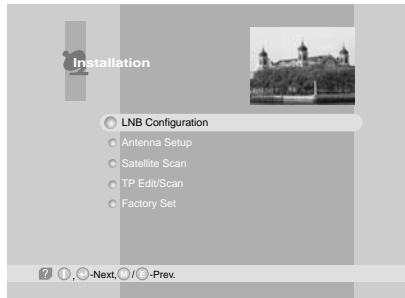 Installation
LNB Configuration
Antenna Setup
Satellite Scan
TP Edit/Scan
Factory Set
? , -Next, M / E -Prev.